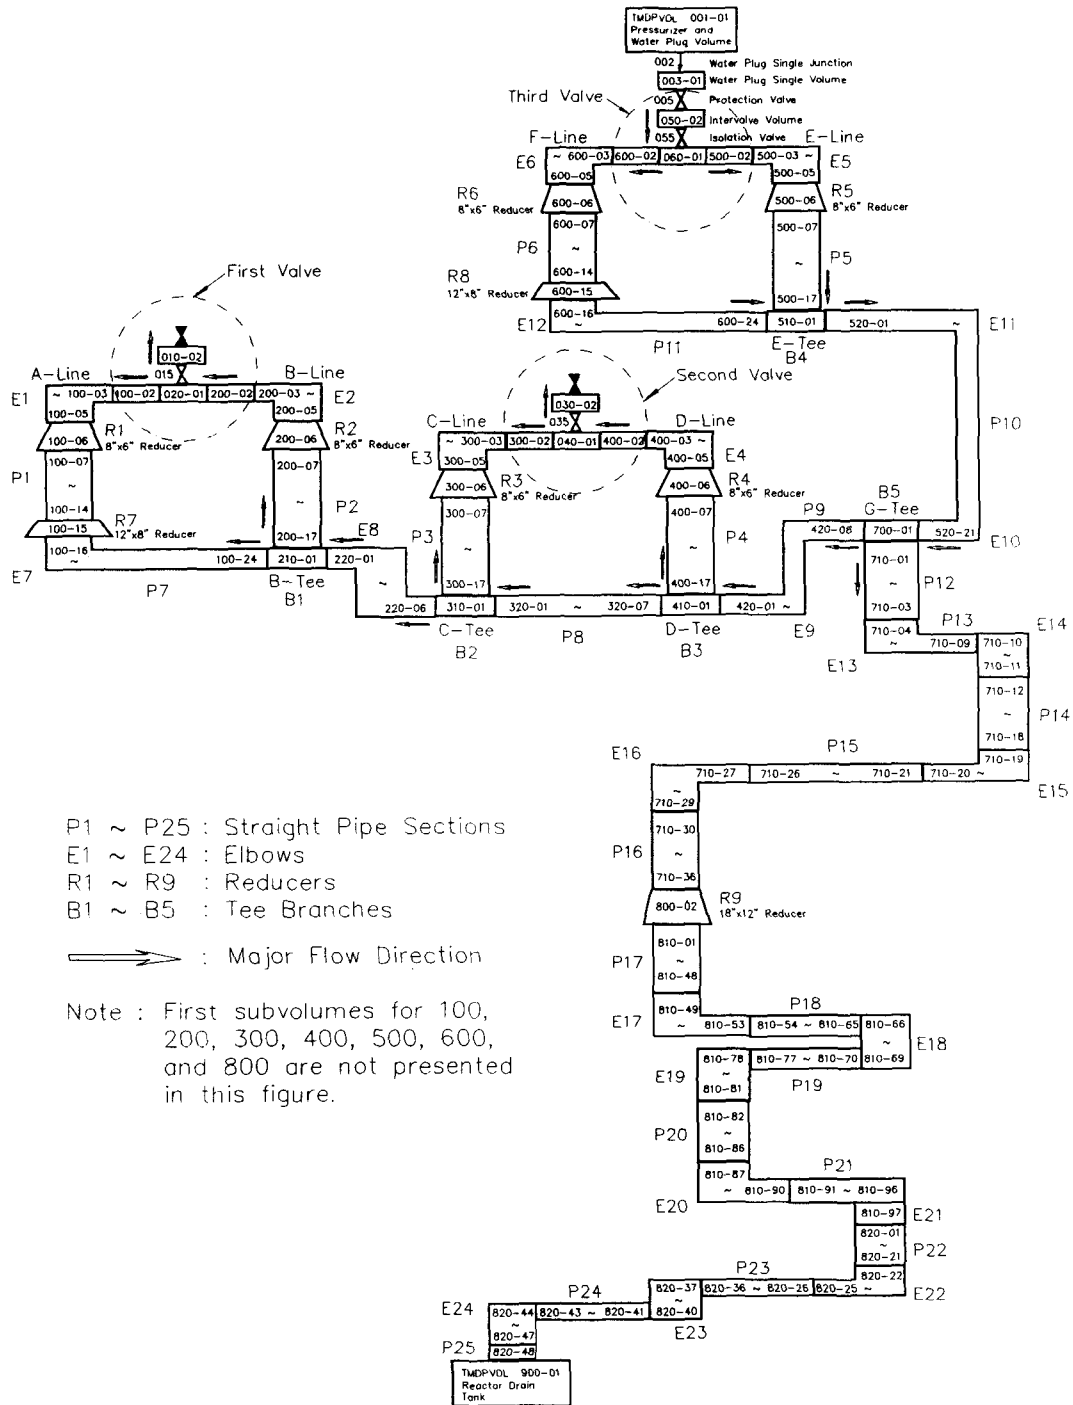 TMDPVOL 001-01
Pressurizer and
Water Plug Volume
002 Water Plug Single Junction
003-01 Water Plug Single Volume
Third Valve 005 Protection Valve
050-02 Intervalve Volume
F-Line 055 Isolation Valve E-Line
E6 ~ 600-03 600-02 060-01 500-02 500-03 ~ E5
600-05 500-05
R6 R5
8"x6" Reducer 600-06 500-06 8"x6" Reducer
600-07 500-07
P6 ~ ~ P5
600-14
R8
12"x8" Reducer 600-15
600-16 500-17
E12 ~ 600-24 510-01 520-01 ~ E11
P11 E-Tee
B4
First Valve
010-02
A-Line 015 B-Line
E1 ~ 100-03 100-02 020-01 200-02 200-03 ~ E2
100-05 200-05
R1 R2
100-06 8"x6" Reducer 200-06 8"x6" Reducer
100-07 200-07
P1 ~ ~ P2
100-14
R7
100-15 12"x8" Reducer
100-16 200-17 E8
E7 ~ 100-24 210-01 220-01
P7 B-Tee ~
B1 220-06
Second Valve
030-02
C-Line 035 D-Line
~ 300-03 300-02 040-01 400-02 400-03 ~
E3 300-05 400-05 E4
R3 R4
300-06 8"x6" Reducer 400-06 8"x6" Reducer
300-07 400-07
P3 ~ ~ P4
300-17 400-17
310-01 320-01 ~ 320-07 410-01 420-01 ~
C-Tee P8 D-Tee E9
B2 B3
P10
B5
P9 G-Tee
420-08 700-01 520-21 E10
710-01
~ P12
710-03
710-04 P13
~ 710-09 710-10 E14
E13 ~
710-11
710-12
~ P14
710-18
E16 P15 710-19
710-27 710-26 ~ 710-21 710-20 ~ E15
~
710-29
710-30
P16 ~
710-36
R9
800-02 18"x12" Reducer
810-01
P17 ~
810-48
810-49 P18
E17 ~ 810-53 810-54 ~ 810-65 810-66
~ E18
810-78 810-77 ~ 810-70 810-69
E19 ~ P19
810-81
810-82
P20 ~
810-86
810-87 P21
~ 810-90 810-91 ~ 810-96
E20
810-97 E21
820-01
~ P22
820-21
P23 820-22
820-37 820-36 ~ 820-26 820-25 ~ E22
P24 ~
E24 820-44 820-43 ~ 820-41 820-40
~ E23
820-47
P25 820-48
TMDPVOL 900-01
Reactor Drain
Tank
P1 ~ P25 : Straight Pipe Sections
E1 ~ E24 : Elbows
R1 ~ R9 : Reducers
B1 ~ B5 : Tee Branches
: Major Flow Direction
Note : First subvolumes for 100,
200, 300, 400, 500, 600,
and 800 are not presented
in this figure.